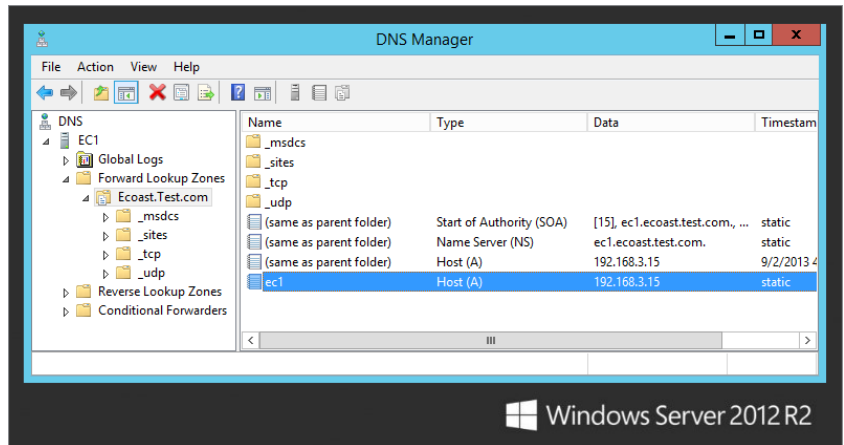 DNS Manager
File Action View Help
DNS
EC1
Global Logs
Forward Lookup Zones
Ecoast.Test.com
_msdcs
_sites
_tcp
_udp
Reverse Lookup Zones
Conditional Forwarders
Name Type Data Timestam
_msdcs
_sites
_tcp
_udp
(same as parent folder) Start of Authority (SOA) [15], ec1.ecoast.test.com., ... static
(same as parent folder) Name Server (NS) ec1.ecoast.test.com. static
(same as parent folder) Host (A) 192.168.3.15 9/2/2013 4
ec1 Host (A) 192.168.3.15 static
Windows Server 2012 R2